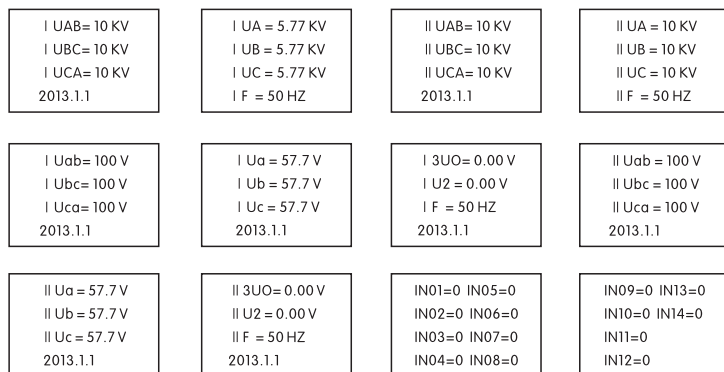 I UAB= 10 KV
I UBC= 10 KV
I UCA= 10 KV
2013.1.1
I UA = 5.77 KV
I UB = 5.77 KV
I UC = 5.77 KV
I F = 50 HZ
II UAB= 10 KV
II UBC= 10 KV
II UCA= 10 KV
2013.1.1
II UA = 10 KV
II UB = 10 KV
II UC = 10 KV
II F = 50 HZ
I Uab= 100 V
I Ubc= 100 V
I Uca= 100 V
2013.1.1
I Ua = 57.7 V
I Ub = 57.7 V
I Uc = 57.7 V
2013.1.1
I 3UO= 0.00 V
I U2 = 0.00 V
I F = 50 HZ
2013.1.1
II Uab = 100 V
II Ubc = 100 V
II Uca = 100 V
2013.1.1
II Ua = 57.7 V
II Ub = 57.7 V
II Uc = 57.7 V
2013.1.1
II 3UO= 0.00 V
II U2 = 0.00 V
II F = 50 HZ
2013.1.1
IN01=0 IN05=0
IN02=0 IN06=0
IN03=0 IN07=0
IN04=0 IN08=0
IN09=0 IN13=0
IN10=0 IN14=0
IN11=0
IN12=0